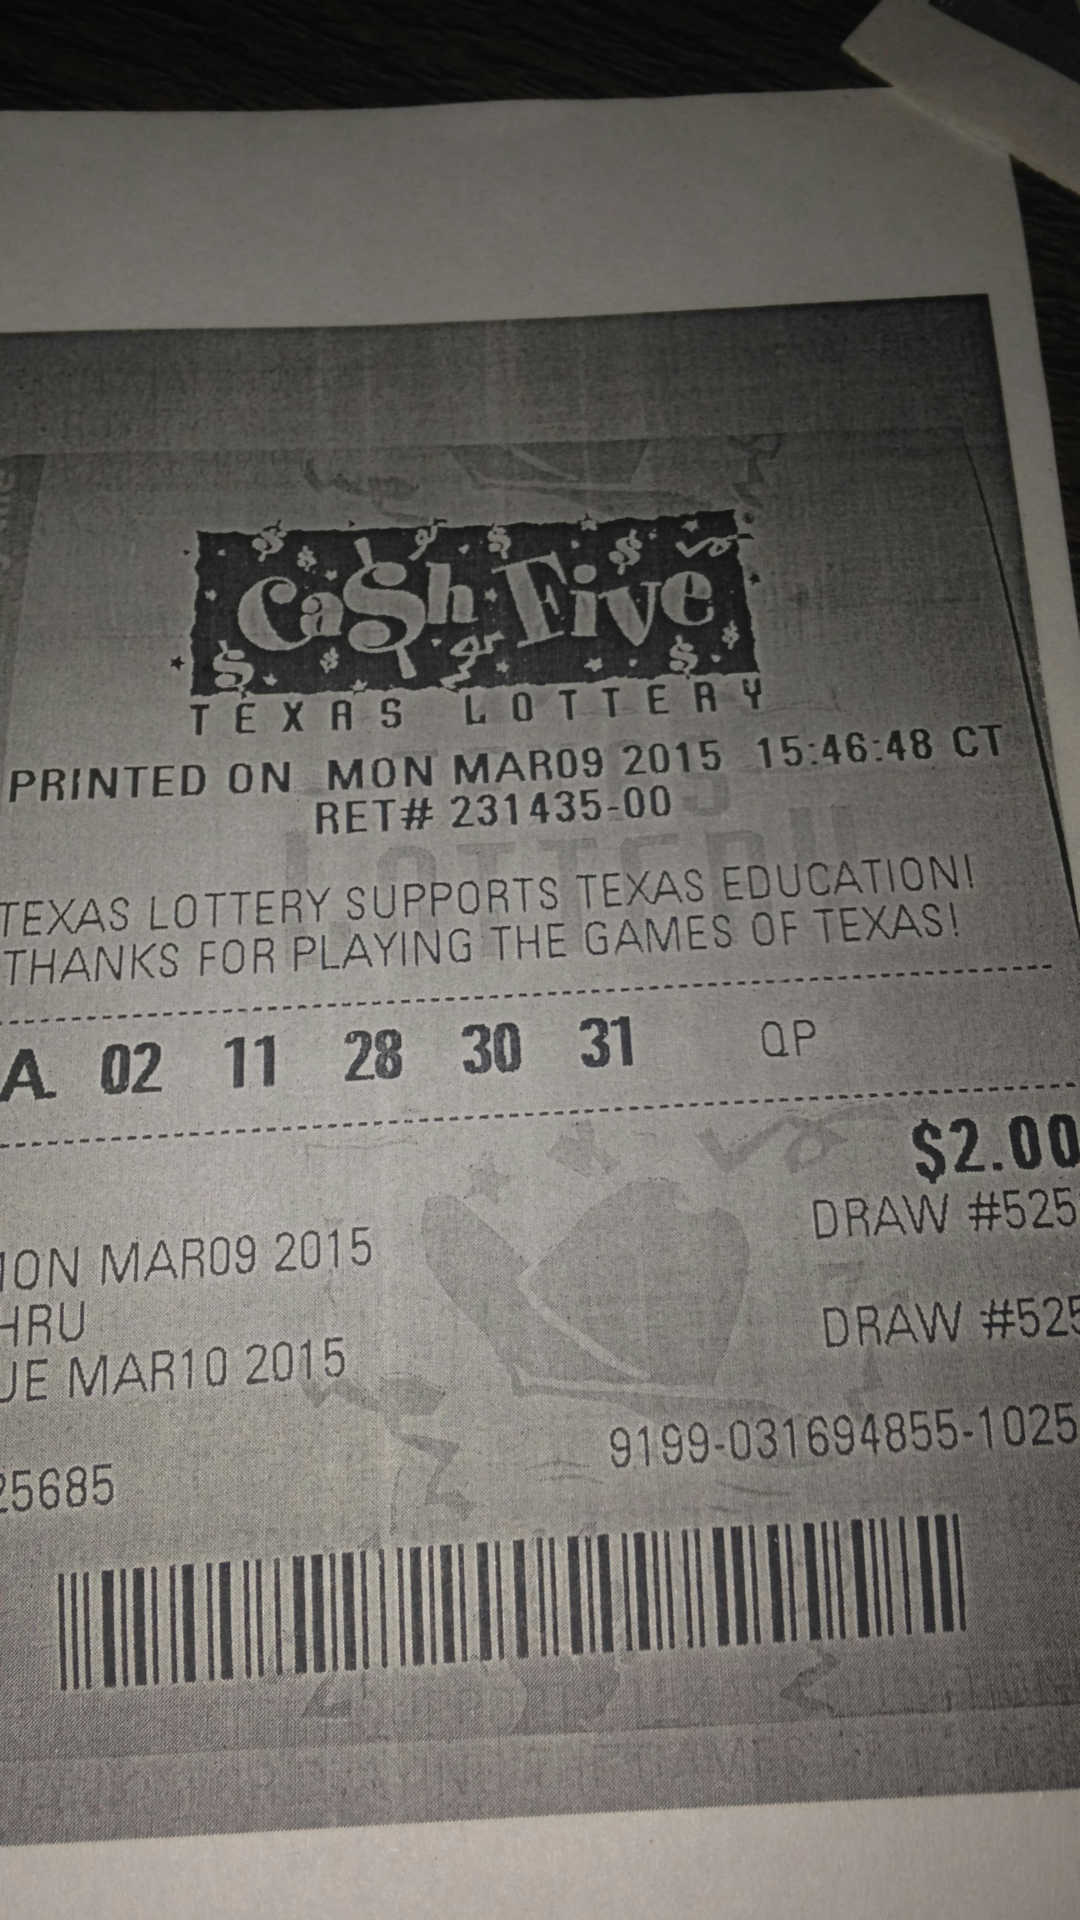 Cash Five
TEXAS LOTTERY
PRINTED ON MON MAR09 2015 15:46:48 CT
RET# 231435-00
TEXAS LOTTERY SUPPORTS TEXAS EDUCATION!
THANKS FOR PLAYING THE GAMES OF TEXAS!
A. 02 11 28 30 31 QP
$2.00
DRAW #525
ON MAR09 2015
HRU
DRAW #525
UE MAR10 2015
9199-031694855-1025
25685